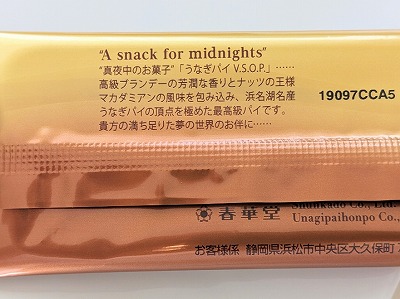 "A snack for midnights"
"真夜中のお菓子"「うなぎパイ V.S.O.P.」……
高級ブランデーの芳潤な香りとナッツの王様
マカダミアンの風味を包み込み、浜名湖名産
うなぎパイの頂点を極めた最高級パイです。
貴方の満ち足りた夢の世界のお伴に……
19097CCA5
春華堂
Shunkado Co., Ltd.
Unagipaihonpo Co.,
お客様係 静岡県浜松市中央区大久保町